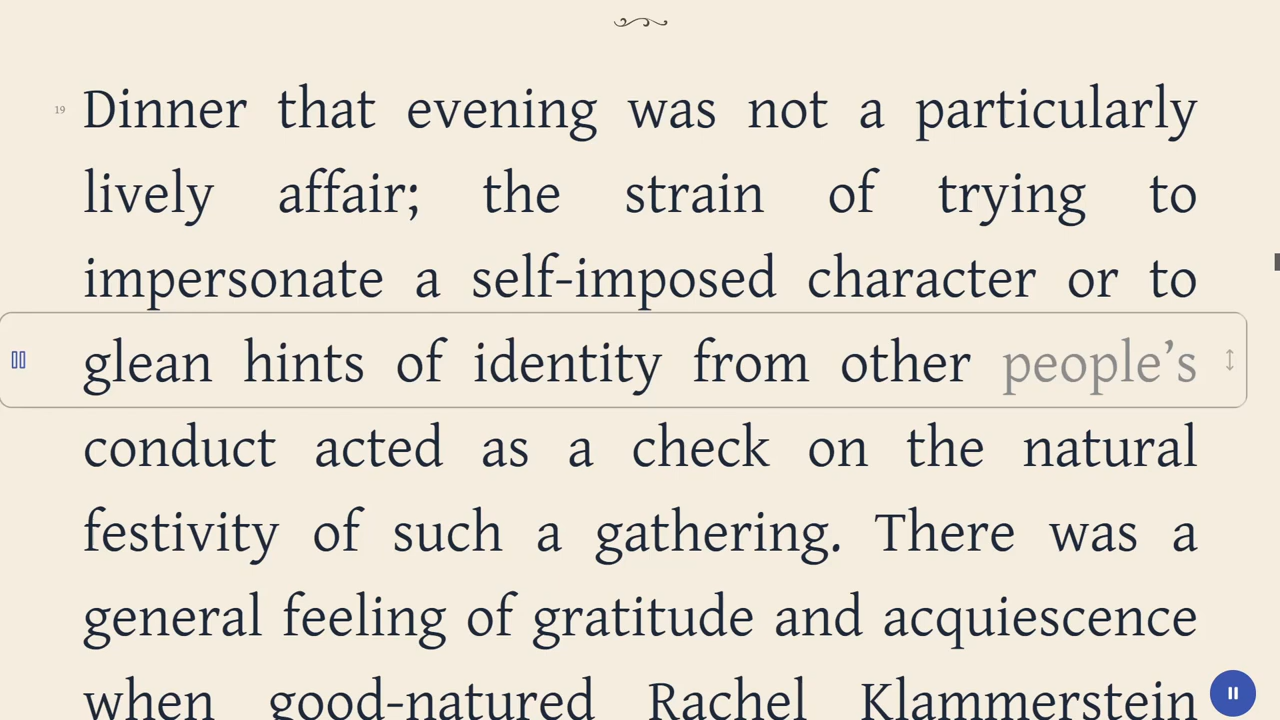 19
Dinner that evening was not a particularly
lively affair; the strain of trying to
impersonate a self-imposed character or to
glean hints of identity from other people’s
conduct acted as a check on the natural
festivity of such a gathering. There was a
general feeling of gratitude and acquiescence
when good-natured Rachel Klammerstein